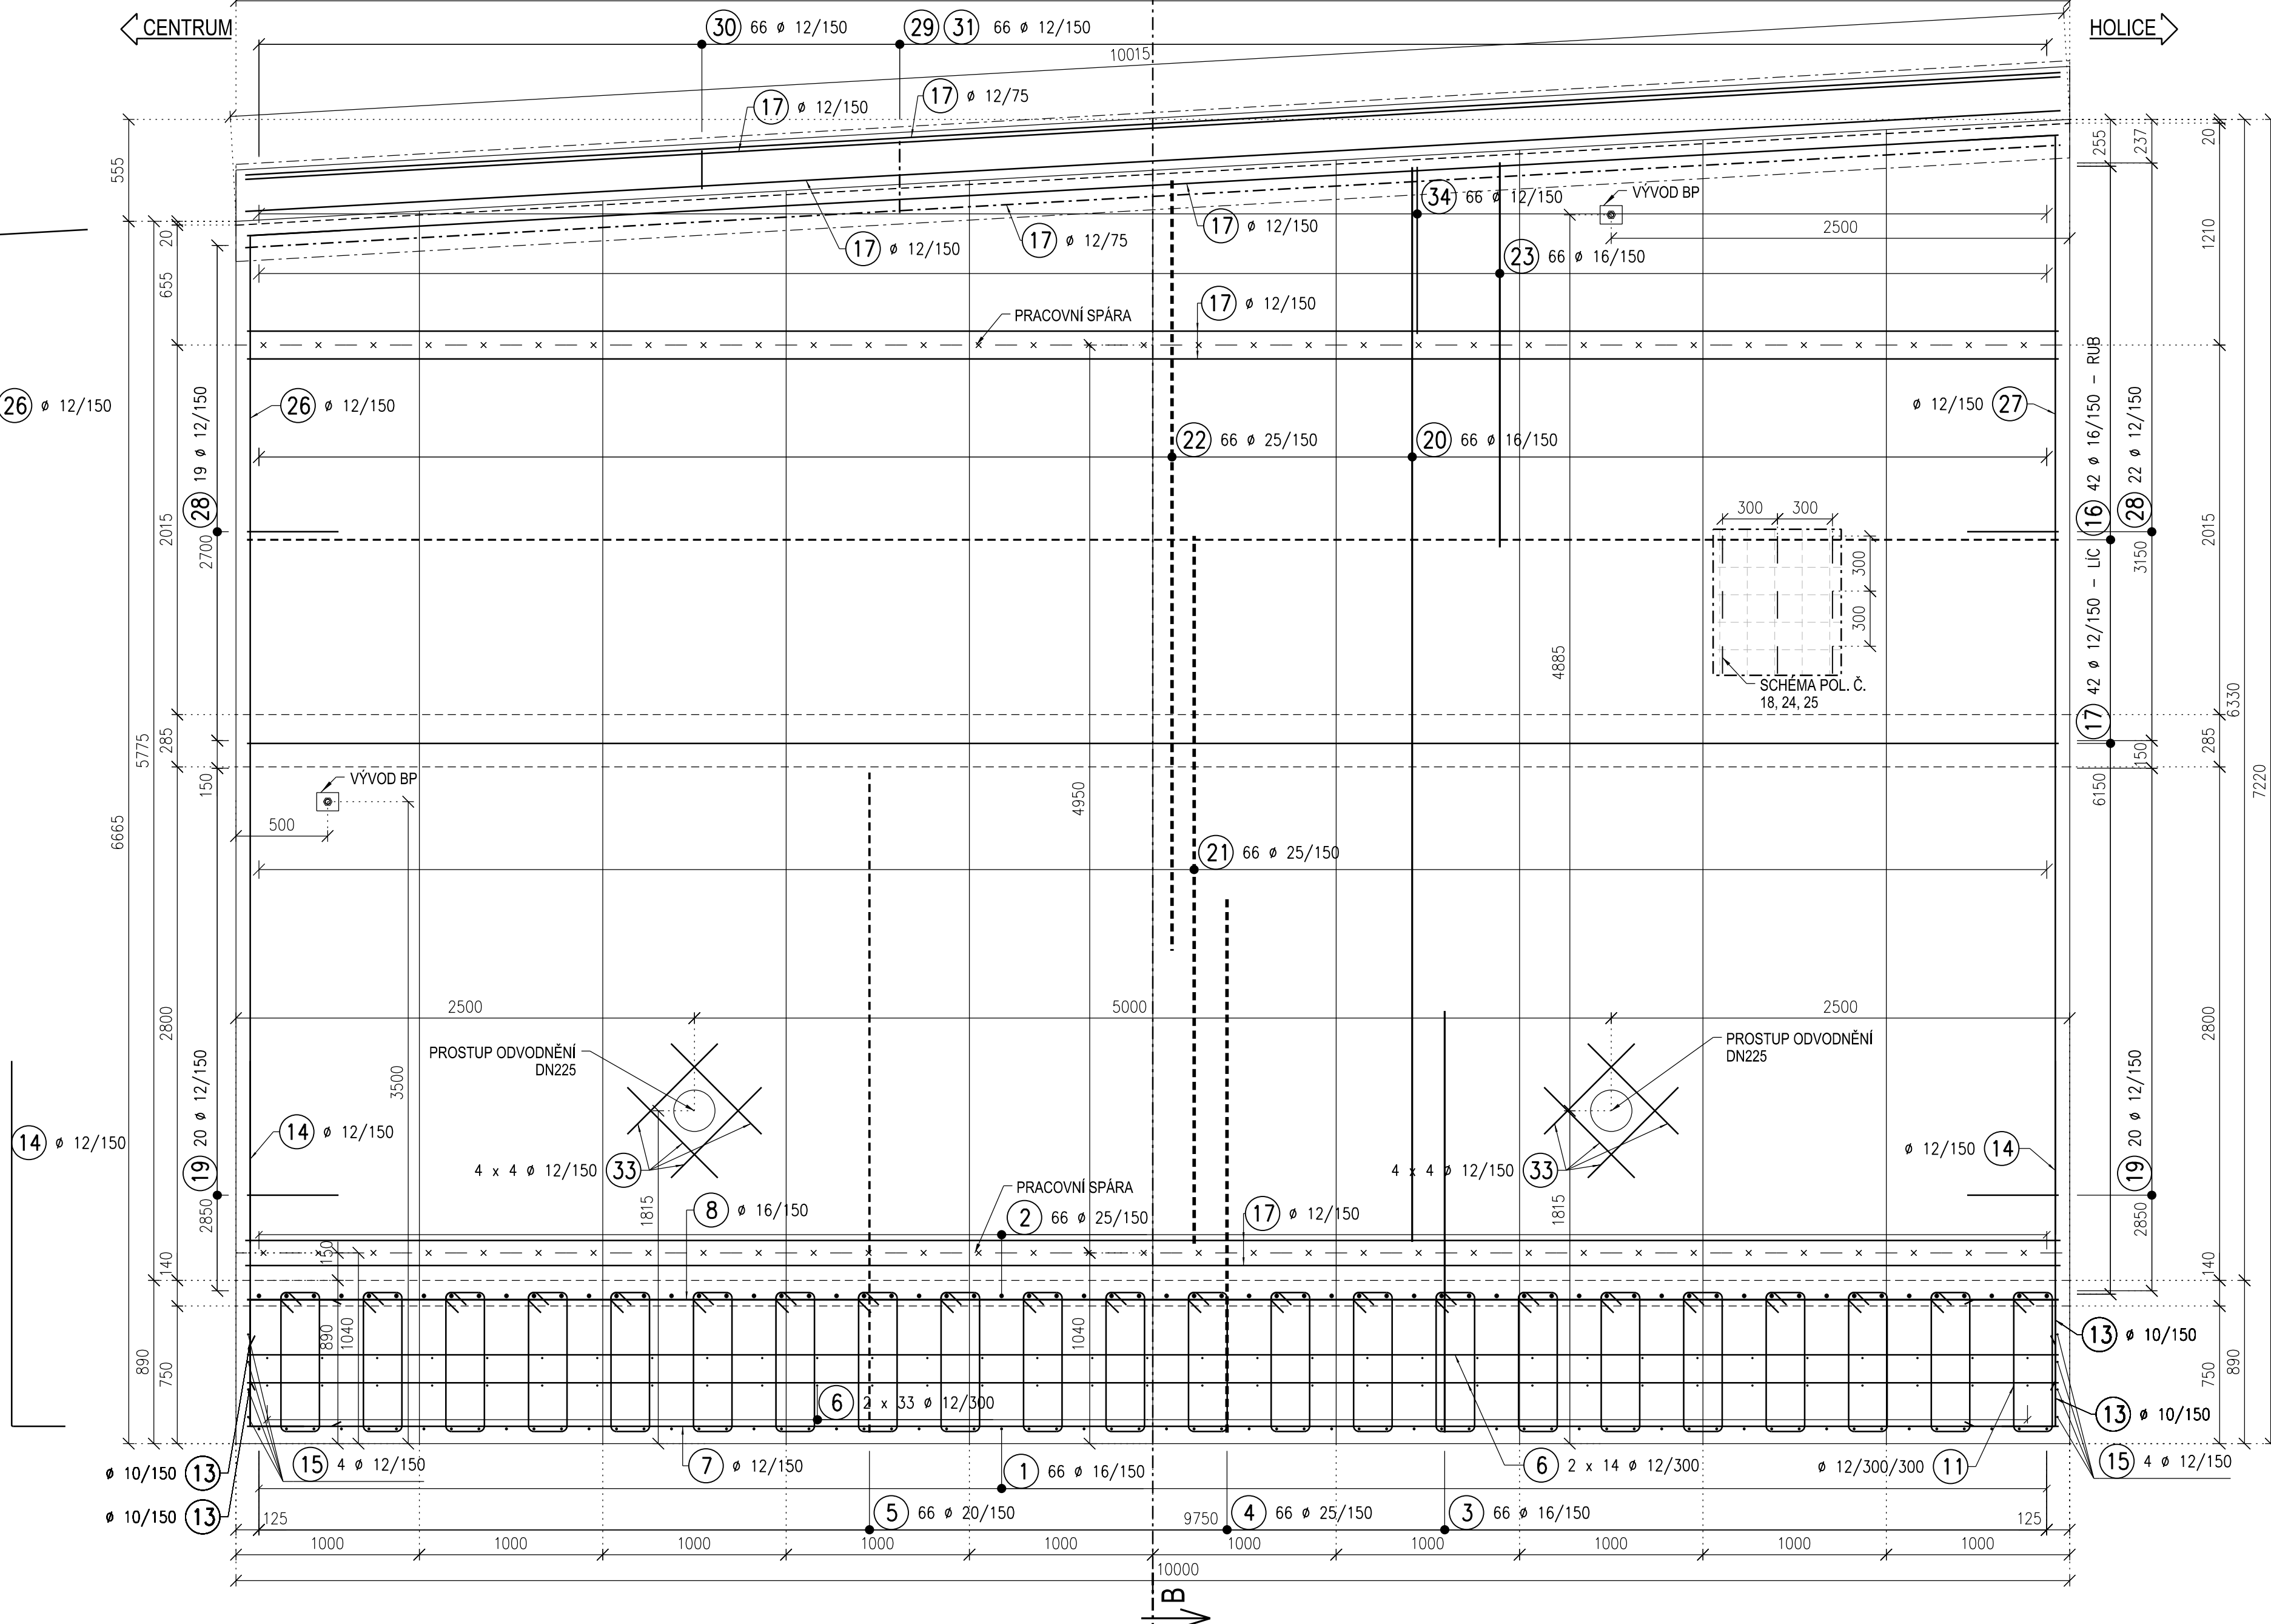 CENTRUM
30 66 ø 12/150
29 31 66 ø 12/150
HOLICE
10015
17 ø 12/150
17 ø 12/75
555
255
237
20
34 66 ø 12/150
VÝVOD BP
17 ø 12/150
17 ø 12/150
17 ø 12/75
2500
1210
20
655
23 66 ø 16/150
17 ø 12/150
PRACOVNÍ SPÁRA
26 ø 12/150
26 ø 12/150
ø 12/150 27
28 19 ø 12/150
16 42 ø 16/150 - RUB
28 22 ø 12/150
22 66 ø 25/150
20 66 ø 16/150
300 300
2015
2700
2015
3150
300
300
17 42 ø 12/150 - LÍC
4885
SCHÉMA POL. Č.
18, 24, 25
6330
5775
285
150
285
150
VÝVOD BP
7220
6665
500
4950
6150
21 66 ø 25/150
2500
5000
2500
2800
2800
PROSTUP ODVODNĚNÍ
DN225
PROSTUP ODVODNĚNÍ
DN225
3500
19 20 ø 12/150
19 20 ø 12/150
14 ø 12/150
14 ø 12/150
ø 12/150 14
4 x 4 ø 12/150 33
4 x 4 ø 12/150 33
PRACOVNÍ SPÁRA
2850
1815
8 ø 16/150
2 66 ø 25/150
17 ø 12/150
1815
2850
150
140
140
890
1040
1040
13 ø 10/150
890
750
750
890
6 2 x 33 ø 12/300
13 ø 10/150
ø 10/150 13
15 4 ø 12/150
7 ø 12/150
1 66 ø 16/150
6 2 x 14 ø 12/300
ø 12/300/300 11
15 4 ø 12/150
ø 10/150 13
125
5 66 ø 20/150
9750
4 66 ø 25/150
3 66 ø 16/150
125
1000 1000 1000 1000 1000 1000 1000 1000 1000 1000
10000
B